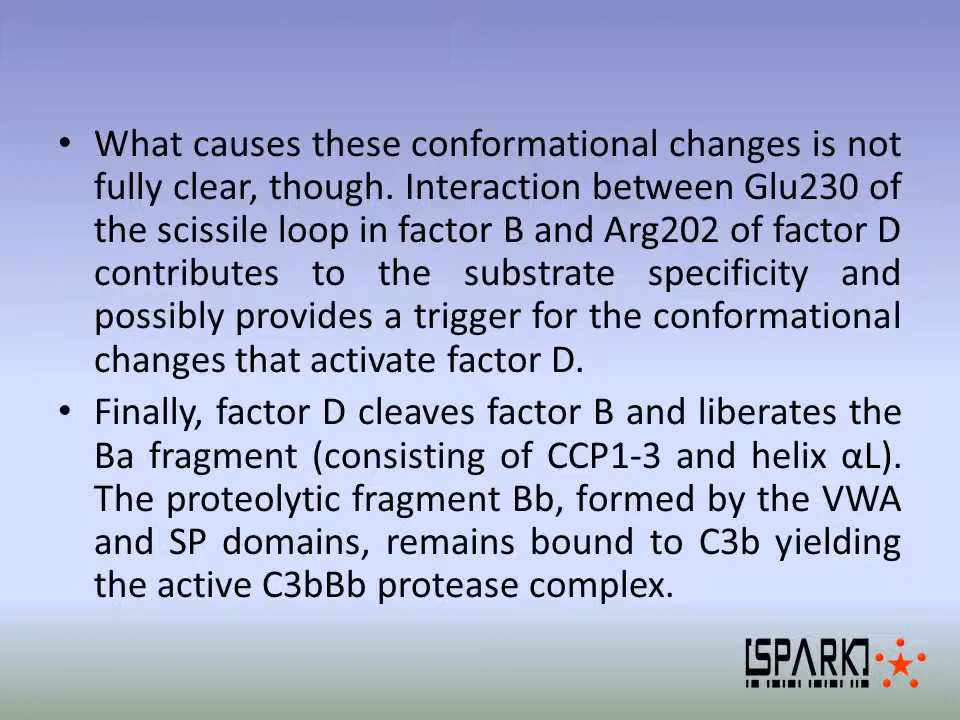 • What causes these conformational changes is not
fully clear, though. Interaction between Glu230 of
the scissile loop in factor B and Arg202 of factor D
contributes to the substrate specificity and
possibly provides a trigger for the conformational
changes that activate factor D.
• Finally, factor D cleaves factor B and liberates the
Ba fragment (consisting of CCP1-3 and helix αL).
The proteolytic fragment Bb, formed by the VWA
and SP domains, remains bound to C3b yielding
the active C3bBb protease complex.
[SPARK]